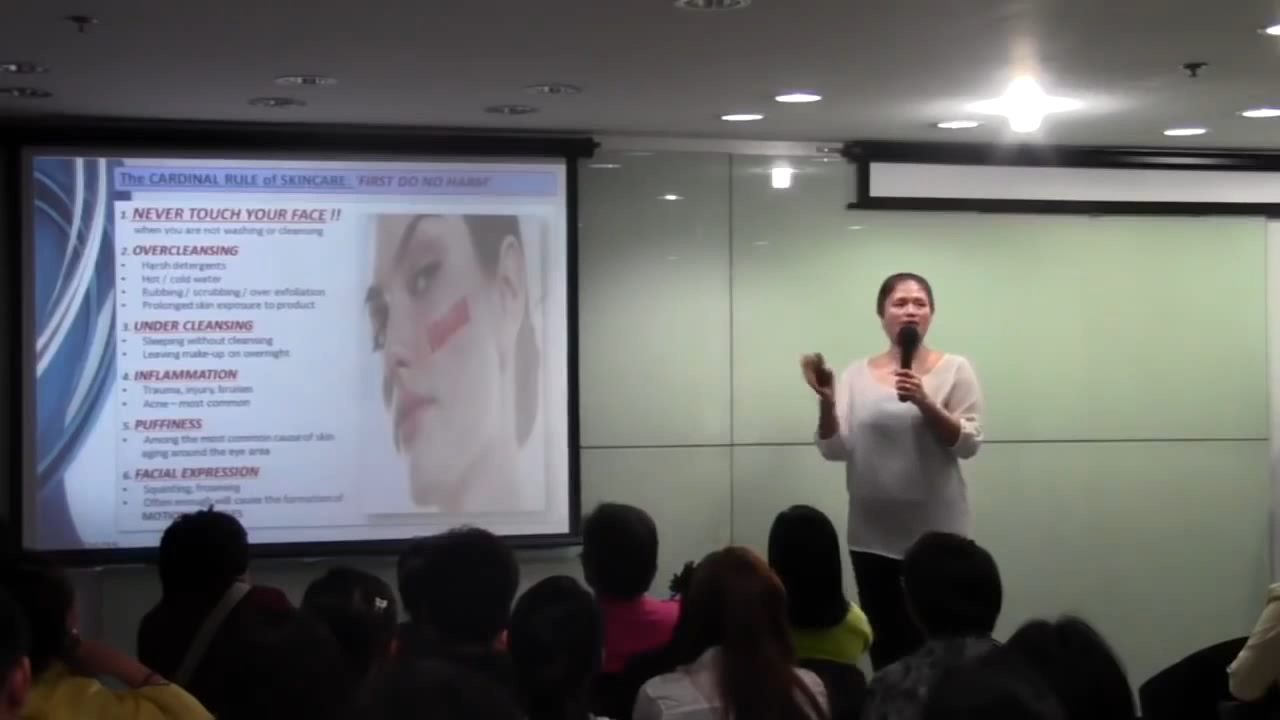 The CARDINAL RULE of SKINCARE: 'FIRST DO NO HARM'
1. NEVER TOUCH YOUR FACE !!
when you are not washing or cleansing
2. OVERCLEANSING
• Harsh detergents
• Hot / cold water
• Rubbing / scrubbing / over exfoliation
• Prolonged skin exposure to product
3. UNDER CLEANSING
• Sleeping without cleansing
• Leaving make-up on overnight
4. INFLAMMATION
• Trauma, injury, bruises
• Acne – most common
5. PUFFINESS
• Among the most common cause of skin
aging around the eye area
6. FACIAL EXPRESSION
• Squinting, frowning
• Often enough will cause the formation of